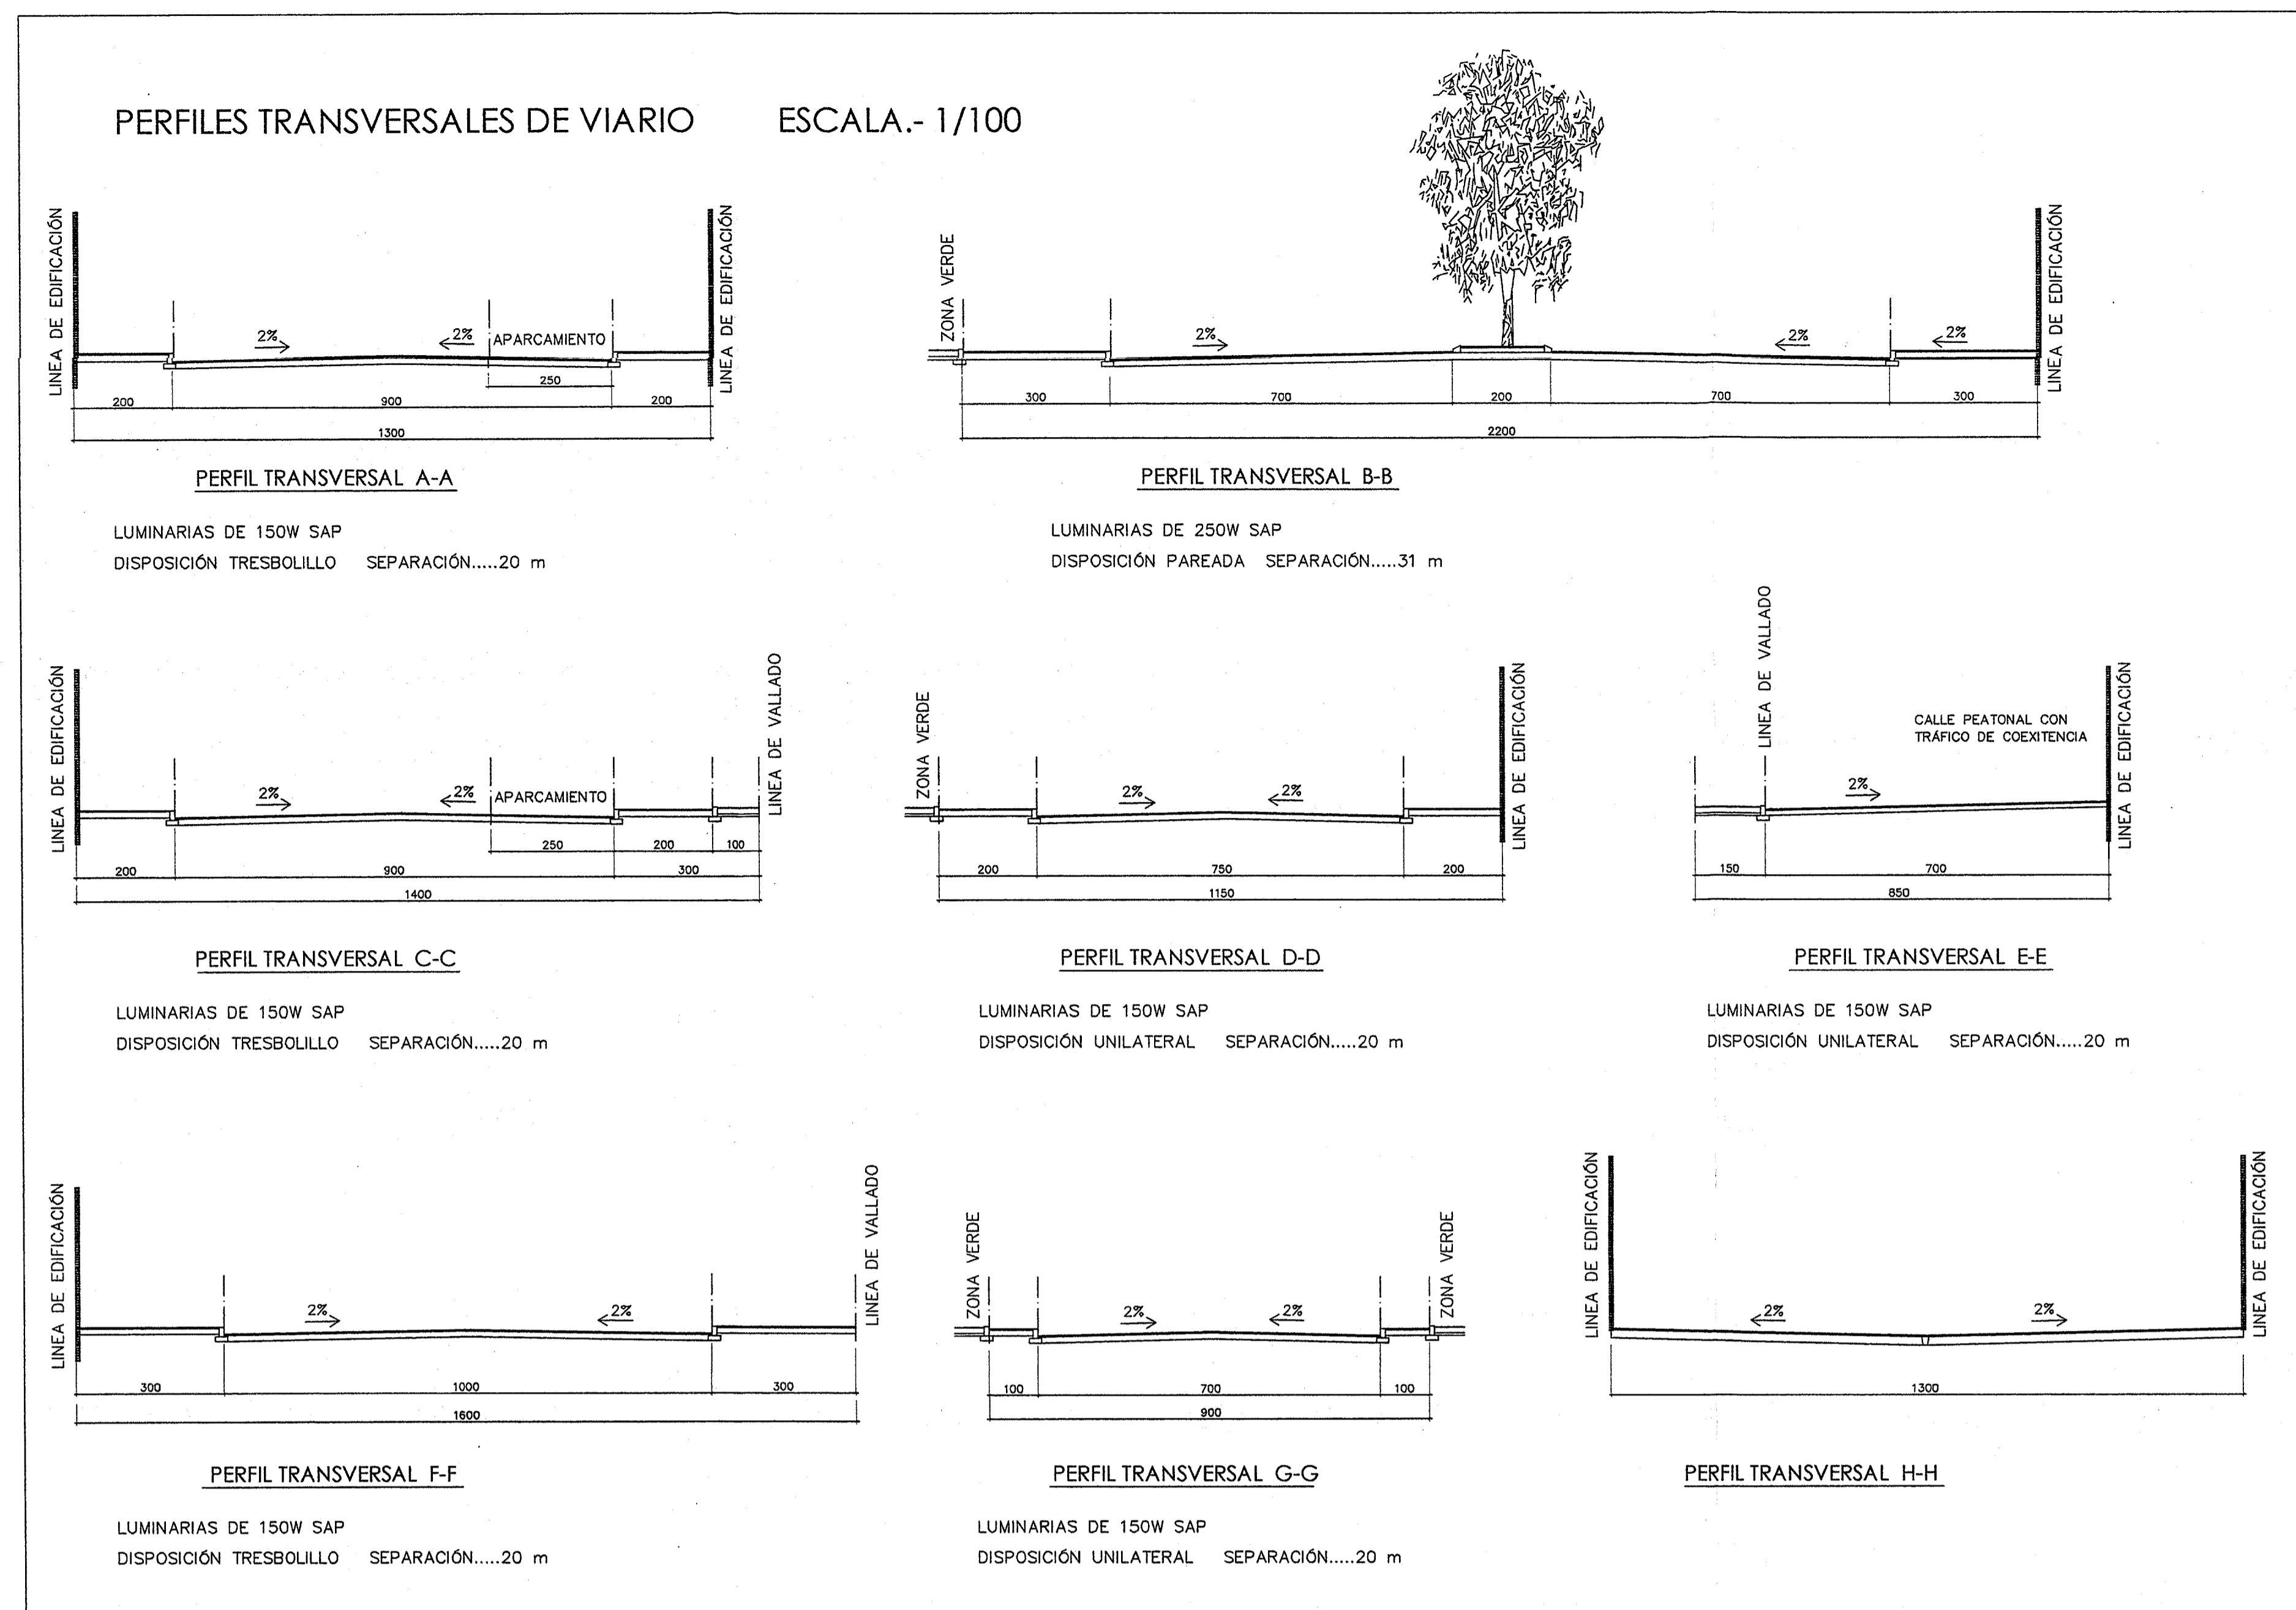 PERFILES TRANSVERSALES DE VIARIO ESCALA.- 1/100
LINEA DE EDIFICACIÓN
2%
2%
APARCAMIENTO
LINEA DE EDIFICACIÓN
250
200 900 200
1300
PERFIL TRANSVERSAL A-A
LUMINARIAS DE 150W SAP
DISPOSICIÓN TRESBOLILLO SEPARACIÓN.....20 m
ZONA VERDE
2%
2%
2%
LINEA DE EDIFICACIÓN
300 700 200 700 300
2200
PERFIL TRANSVERSAL B-B
LUMINARIAS DE 250W SAP
DISPOSICIÓN PAREADA SEPARACIÓN.....31 m
LINEA DE EDIFICACIÓN
2%
2%
APARCAMIENTO
LINEA DE VALLADO
250 200 100
200 900 300
1400
PERFIL TRANSVERSAL C-C
LUMINARIAS DE 150W SAP
DISPOSICIÓN TRESBOLILLO SEPARACIÓN.....20 m
ZONA VERDE
2%
2%
LINEA DE EDIFICACIÓN
200 750 200
1150
PERFIL TRANSVERSAL D-D
LUMINARIAS DE 150W SAP
DISPOSICIÓN UNILATERAL SEPARACIÓN.....20 m
LINEA DE VALLADO
CALLE PEATONAL CON
TRÁFICO DE COEXITENCIA
2%
LINEA DE EDIFICACIÓN
150 700
850
PERFIL TRANSVERSAL E-E
LUMINARIAS DE 150W SAP
DISPOSICIÓN UNILATERAL SEPARACIÓN.....20 m
LINEA DE EDIFICACIÓN
2%
2%
LINEA DE VALLADO
300 1000 300
1600
PERFIL TRANSVERSAL F-F
LUMINARIAS DE 150W SAP
DISPOSICIÓN TRESBOLILLO SEPARACIÓN.....20 m
ZONA VERDE
2%
2%
ZONA VERDE
100 700 100
900
PERFIL TRANSVERSAL G-G
LUMINARIAS DE 150W SAP
DISPOSICIÓN UNILATERAL SEPARACIÓN.....20 m
LINEA DE EDIFICACIÓN
2%
2%
LINEA DE EDIFICACIÓN
1300
PERFIL TRANSVERSAL H-H